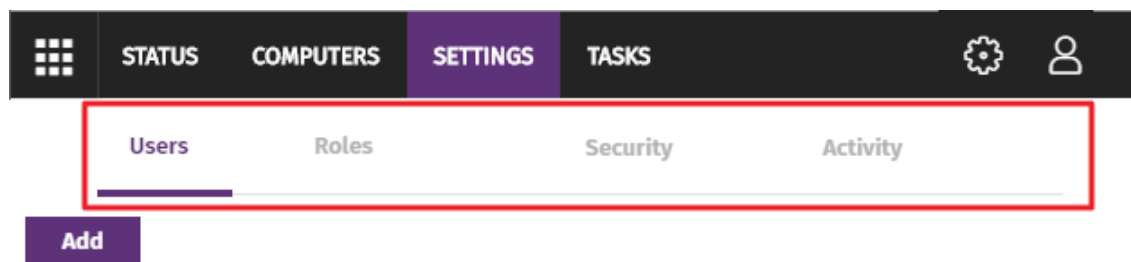 STATUS COMPUTERS SETTINGS TASKS
Users Roles Security Activity
Add